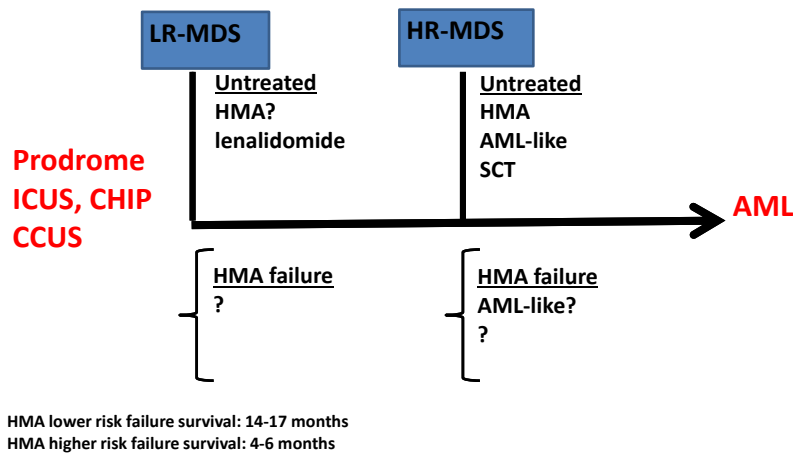 LR-MDS
HR-MDS
Untreated
HMA?
lenalidomide
Untreated
HMA
AML-like
SCT
Prodrome
ICUS, CHIP
CCUS
AML
HMA failure
?
HMA failure
AML-like?
?
HMA lower risk failure survival: 14-17 months
HMA higher risk failure survival: 4-6 months